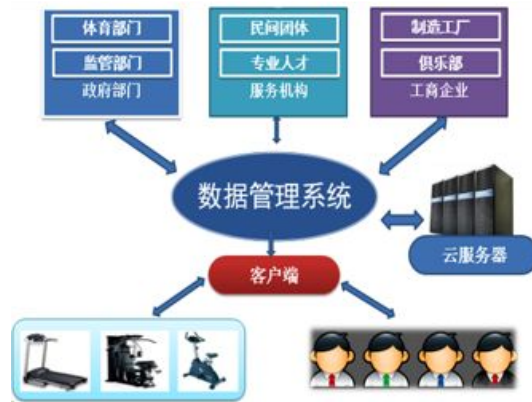 体育部门
监管部门
政府部门
民间团体
专业人才
服务机构
制造工厂
俱乐部
工商企业
数据管理系统
云服务器
客户端